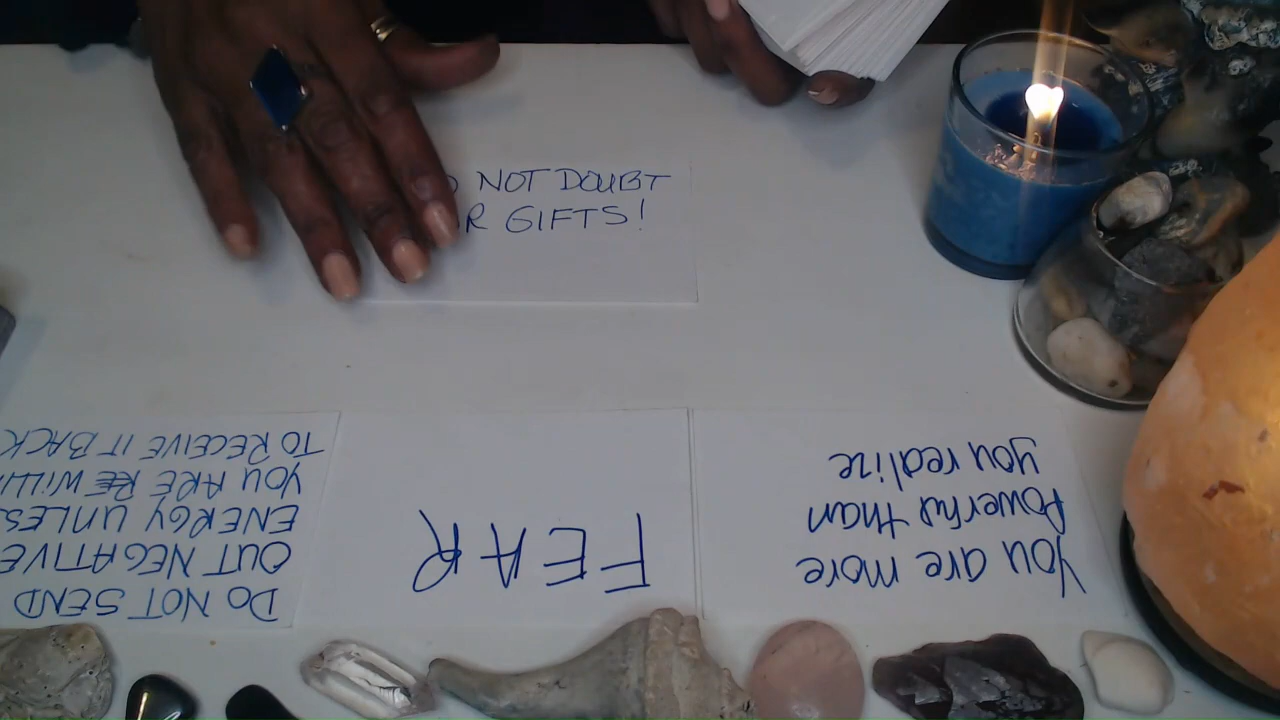 NOT DOUBT
GIFTS!
DO NOT SEND
OUT NEGATIVE
ENERGY
YOU ARE
TO RECEIVE IT BACK
FEAR
You are more
powerful than
you realize